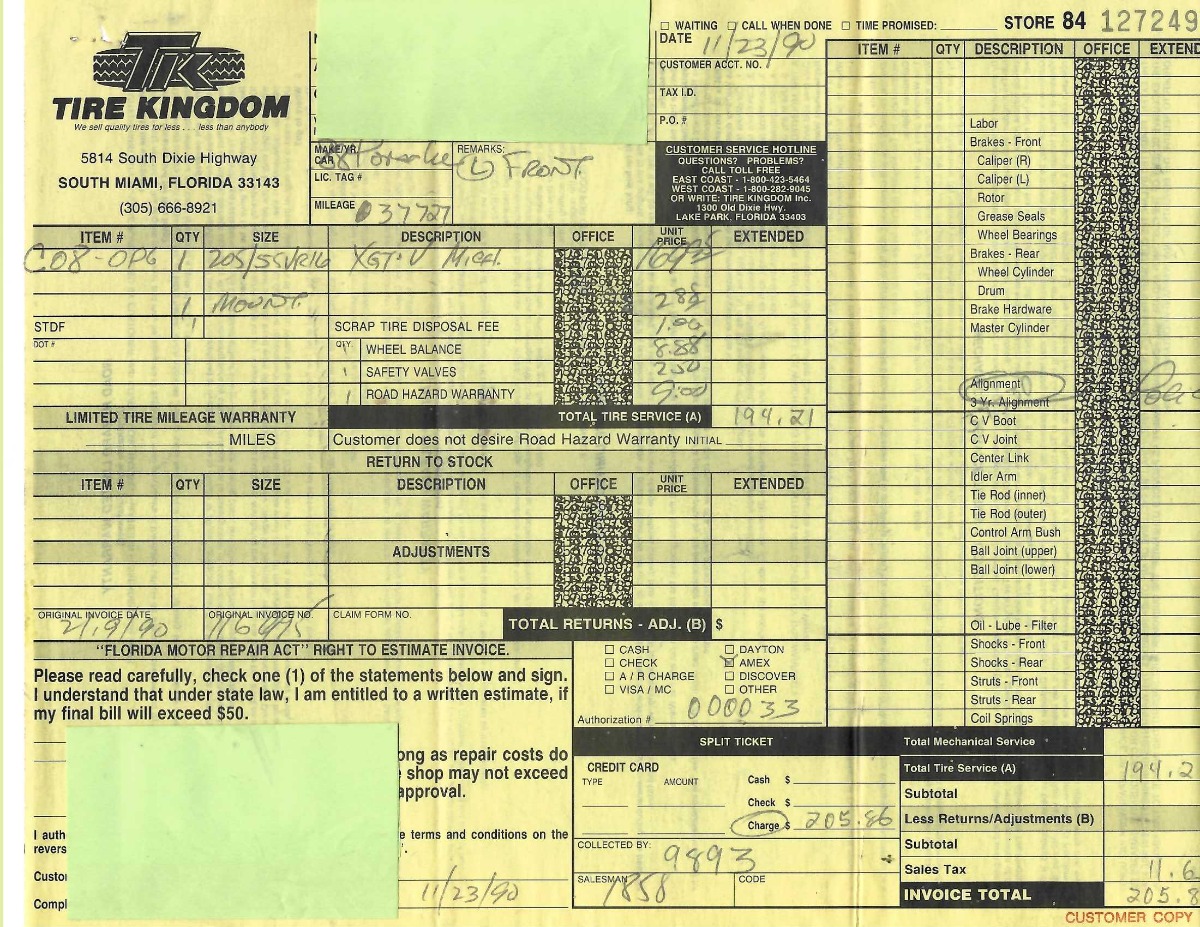 ☐ WAITING ☐ CALL WHEN DONE ☐ TIME PROMISED: STORE 84 127249
DATE 11/23/90
CUSTOMER ACCT. NO.
TAX I.D.
P.O. #
TK
TIRE KINGDOM
We sell quality tires for less . . . less than anybody
5814 South Dixie Highway
SOUTH MIAMI, FLORIDA 33143
(305) 666-8921
MAKE/YR. CAR 88 Porsche
LIC. TAG #
MILEAGE 037727
REMARKS: (L) FRONT
CUSTOMER SERVICE HOTLINE
QUESTIONS? PROBLEMS?
CALL TOLL FREE
EAST COAST - 1-800-423-5464
WEST COAST - 1-800-282-9045
OR WRITE: TIRE KINGDOM Inc.
1300 Old Dixie Hwy.
LAKE PARK, FLORIDA 33403
ITEM # QTY SIZE DESCRIPTION OFFICE UNIT PRICE EXTENDED
C08-OPG 1 205/55VR16 XGT-V Mich.
1 MOUNT.
STDF 1 SCRAP TIRE DISPOSAL FEE 1.00
DOT # QTY. 1 WHEEL BALANCE 8.88
1 SAFETY VALVES 2.50
1 ROAD HAZARD WARRANTY 9.00
LIMITED TIRE MILEAGE WARRANTY TOTAL TIRE SERVICE (A) 194.21
MILES Customer does not desire Road Hazard Warranty INITIAL
RETURN TO STOCK
ITEM # QTY SIZE DESCRIPTION OFFICE UNIT PRICE EXTENDED
ADJUSTMENTS
ORIGINAL INVOICE DATE ORIGINAL INVOICE NO. CLAIM FORM NO.
2/9/90
TOTAL RETURNS - ADJ. (B) $
"FLORIDA MOTOR REPAIR ACT" RIGHT TO ESTIMATE INVOICE.
Please read carefully, check one (1) of the statements below and sign.
I understand that under state law, I am entitled to a written estimate, if
my final bill will exceed $50.
ong as repair costs do
shop may not exceed
approval.
I auth e terms and conditions on the
revers
Custo
Compl 11/23/90
☐ CASH ☐ DAYTON
☐ CHECK ☒ AMEX
☐ A / R CHARGE ☐ DISCOVER
☐ VISA / MC ☐ OTHER
Authorization # 000033
SPLIT TICKET
CREDIT CARD
TYPE AMOUNT Cash $
Check $
Charge $ 205.86
COLLECTED BY: 9893
SALESMAN 1858 CODE
ITEM # QTY DESCRIPTION OFFICE EXTEND
Labor
Brakes - Front
Caliper (R)
Caliper (L)
Rotor
Grease Seals
Wheel Bearings
Brakes - Rear
Wheel Cylinder
Drum
Brake Hardware
Master Cylinder
Alignment
3 Yr. Alignment
C V Boot
C V Joint
Center Link
Idler Arm
Tie Rod (inner)
Tie Rod (outer)
Control Arm Bush
Ball Joint (upper)
Ball Joint (lower)
Oil - Lube - Filter
Shocks - Front
Shocks - Rear
Struts - Front
Struts - Rear
Coil Springs
Total Mechanical Service
Total Tire Service (A) 194.2
Subtotal
Less Returns/Adjustments (B)
Subtotal
Sales Tax 11.6
INVOICE TOTAL 205.8
CUSTOMER COPY